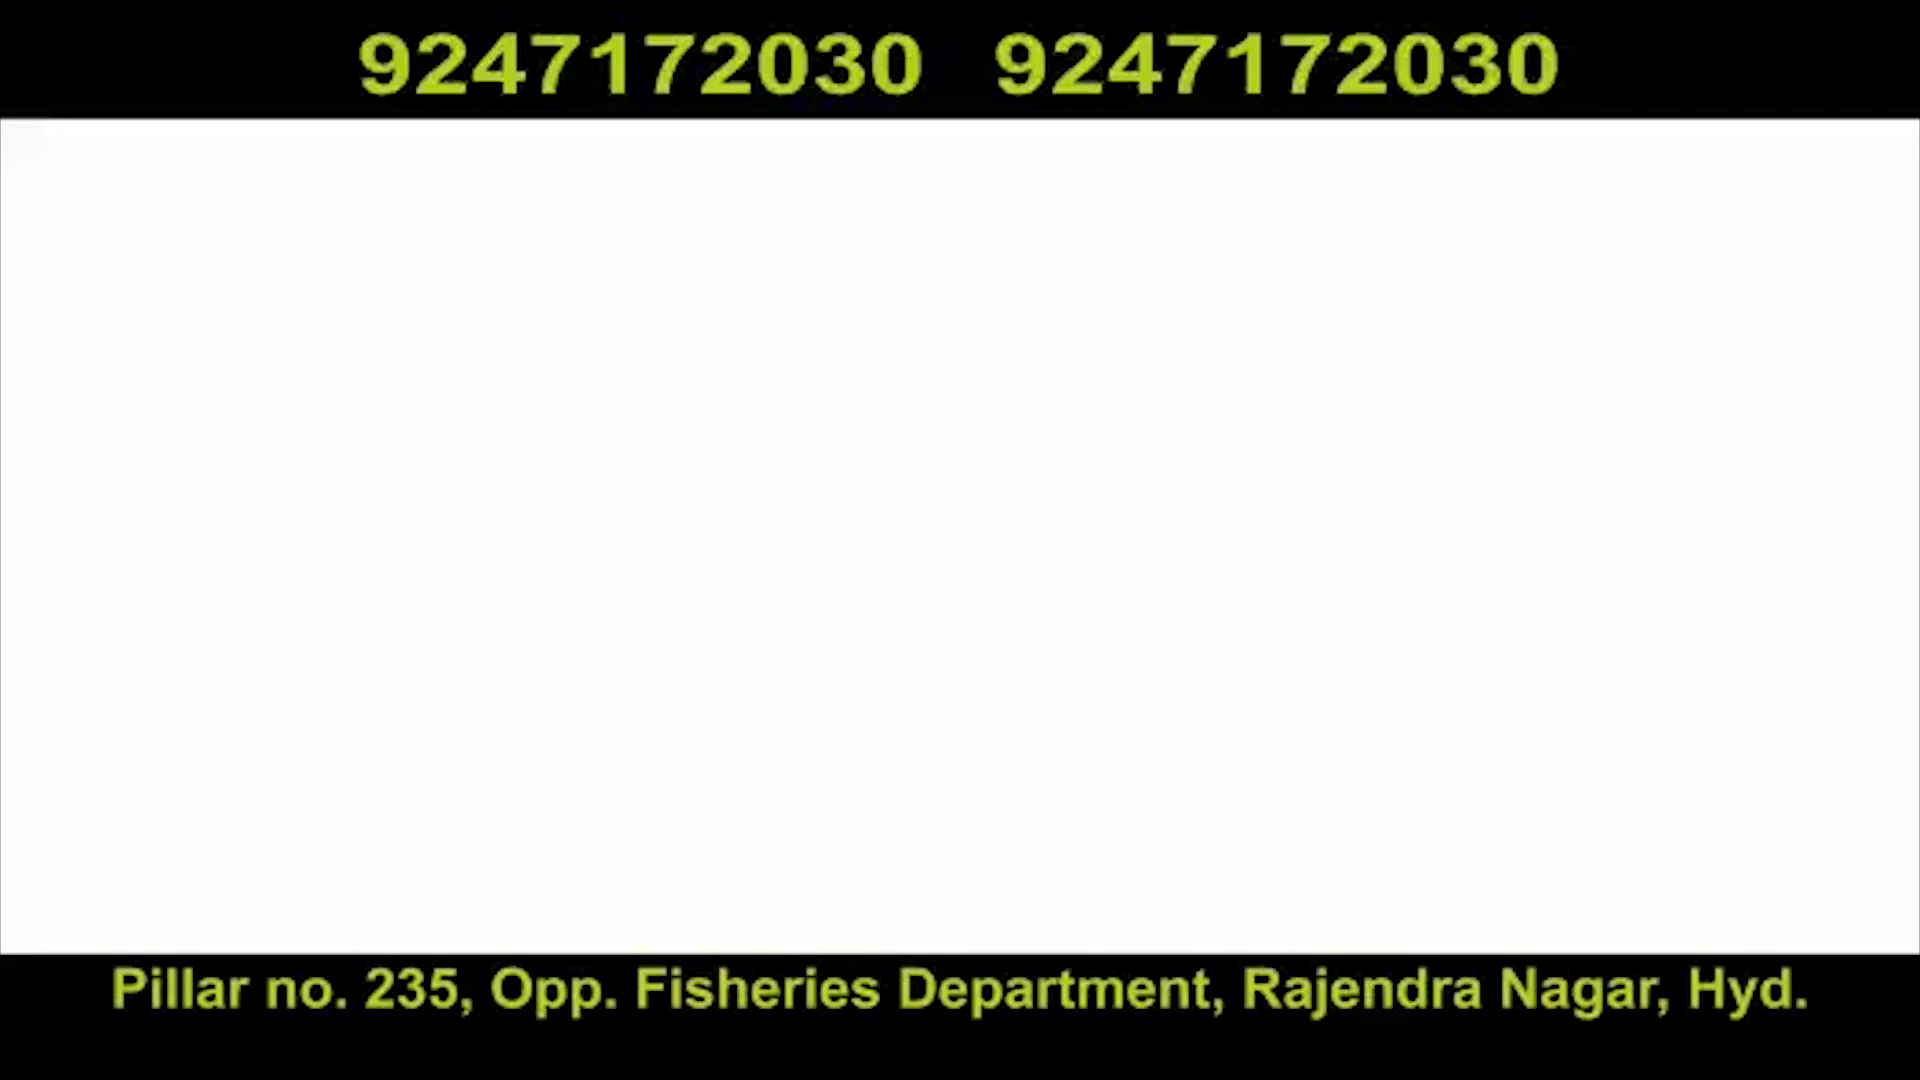 9247172030 9247172030
Pillar no. 235, Opp. Fisheries Department, Rajendra Nagar, Hyd.